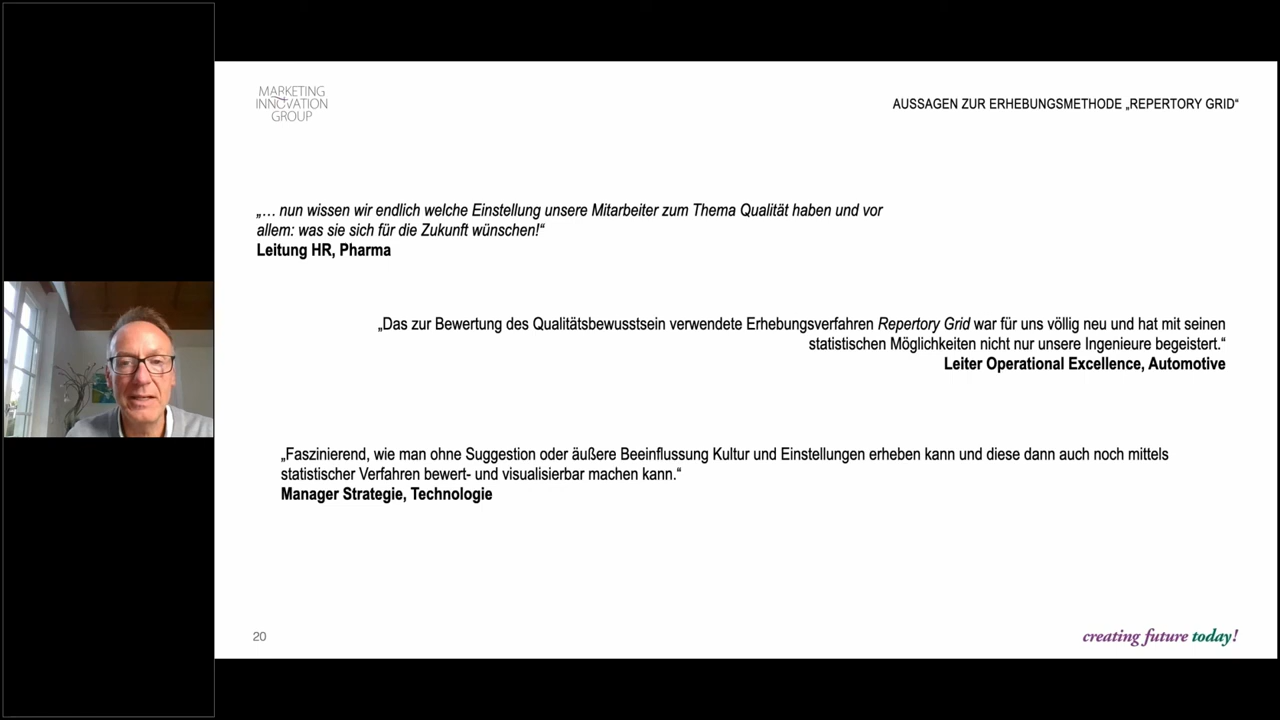 MARKETING
INNOVATION
GROUP
AUSSAGEN ZUR ERHEBUNGSMETHODE „REPERTORY GRID“
„… nun wissen wir endlich welche Einstellung unsere Mitarbeiter zum Thema Qualität haben und vor
allem: was sie sich für die Zukunft wünschen!“
Leitung HR, Pharma
„Das zur Bewertung des Qualitätsbewusstsein verwendete Erhebungsverfahren Repertory Grid war für uns völlig neu und hat mit seinen
statistischen Möglichkeiten nicht nur unsere Ingenieure begeistert.“
Leiter Operational Excellence, Automotive
„Faszinierend, wie man ohne Suggestion oder äußere Beeinflussung Kultur und Einstellungen erheben kann und diese dann auch noch mittels
statistischer Verfahren bewert- und visualisierbar machen kann.“
Manager Strategie, Technologie
20
creating future today!